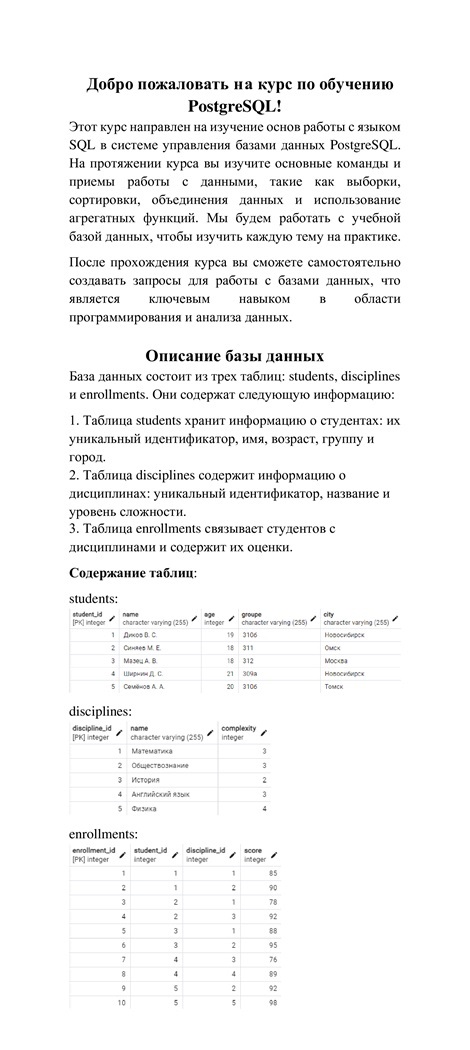 Добро пожаловать на курс по обучению
PostgreSQL!
Этот курс направлен на изучение основ работы с языком
SQL в системе управления базами данных PostgreSQL.
На протяжении курса вы изучите основные команды и
приемы работы с данными, такие как выборки,
сортировки, объединения данных и использование
агрегатных функций. Мы будем работать с учебной
базой данных, чтобы изучить каждую тему на практике.
После прохождения курса вы сможете самостоятельно
создавать запросы для работы с базами данных, что
является ключевым навыком в области
программирования и анализа данных.
Описание базы данных
База данных состоит из трех таблиц: students, disciplines
и enrollments. Они содержат следующую информацию:
1. Таблица students хранит информацию о студентах: их
уникальный идентификатор, имя, возраст, группу и
город.
2. Таблица disciplines содержит информацию о
дисциплинах: уникальный идентификатор, название и
уровень сложности.
3. Таблица enrollments связывает студентов с
дисциплинами и содержит их оценки.
Содержание таблиц:
students:
student_id name age groupe city
[PK] integer character varying (255) integer character varying (255) character varying (255)
1 Диков В. С. 19 310б Новосибирск
2 Синяев М. Е. 18 311 Омск
3 Мазец А. В. 18 312 Москва
4 Ширнин Д. С. 21 309а Новосибирск
5 Семёнов А. А. 20 310б Томск
disciplines:
discipline_id name complexity
[PK] integer character varying (255) integer
1 Математика 3
2 Обществознание 3
3 История 2
4 Английский язык 3
5 Физика 4
enrollments:
enrollment_id student_id discipline_id score
[PK] integer integer integer integer
1 1 1 85
2 1 2 90
3 2 1 78
4 2 3 92
5 3 1 88
6 3 2 95
7 4 3 76
8 4 4 89
9 5 2 92
10 5 5 98